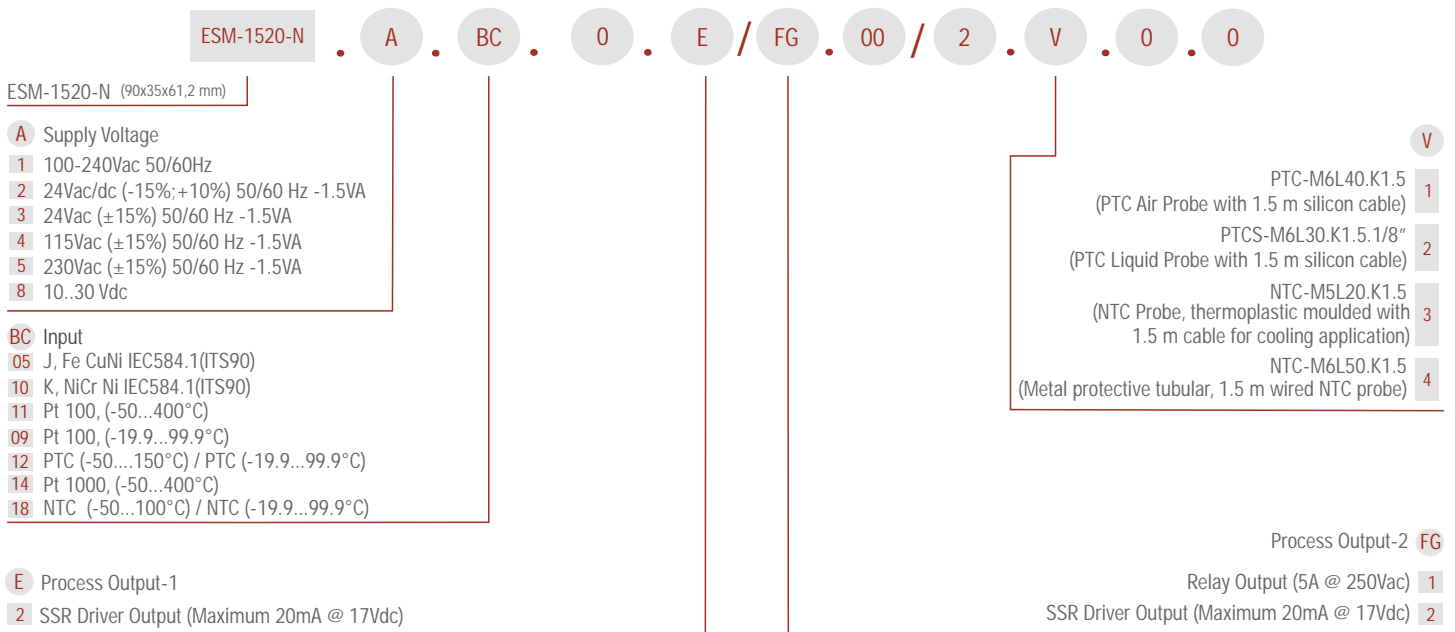 ESM-1520-N . A . BC . 0 . E / FG . 00 / 2 . V . 0 . 0
ESM-1520-N (90x35x61,2 mm)
A Supply Voltage
1 100-240Vac 50/60Hz
2 24Vac/dc (-15%;+10%) 50/60 Hz -1.5VA
3 24Vac (±15%) 50/60 Hz -1.5VA
4 115Vac (±15%) 50/60 Hz -1.5VA
5 230Vac (±15%) 50/60 Hz -1.5VA
8 10..30 Vdc
BC Input
05 J, Fe CuNi IEC584.1(ITS90)
10 K, NiCr Ni IEC584.1(ITS90)
11 Pt 100, (-50...400°C)
09 Pt 100, (-19.9...99.9°C)
12 PTC (-50....150°C) / PTC (-19.9...99.9°C)
14 Pt 1000, (-50...400°C)
18 NTC (-50...100°C) / NTC (-19.9...99.9°C)
E Process Output-1
2 SSR Driver Output (Maximum 20mA @ 17Vdc)
V
PTC-M6L40.K1.5
(PTC Air Probe with 1.5 m silicon cable) 1
PTCS-M6L30.K1.5.1/8”
(PTC Liquid Probe with 1.5 m silicon cable) 2
NTC-M5L20.K1.5
(NTC Probe, thermoplastic moulded with 3
1.5 m cable for cooling application)
NTC-M6L50.K1.5
(Metal protective tubular, 1.5 m wired NTC probe) 4
Process Output-2 FG
Relay Output (5A @ 250Vac) 1
SSR Driver Output (Maximum 20mA @ 17Vdc) 2